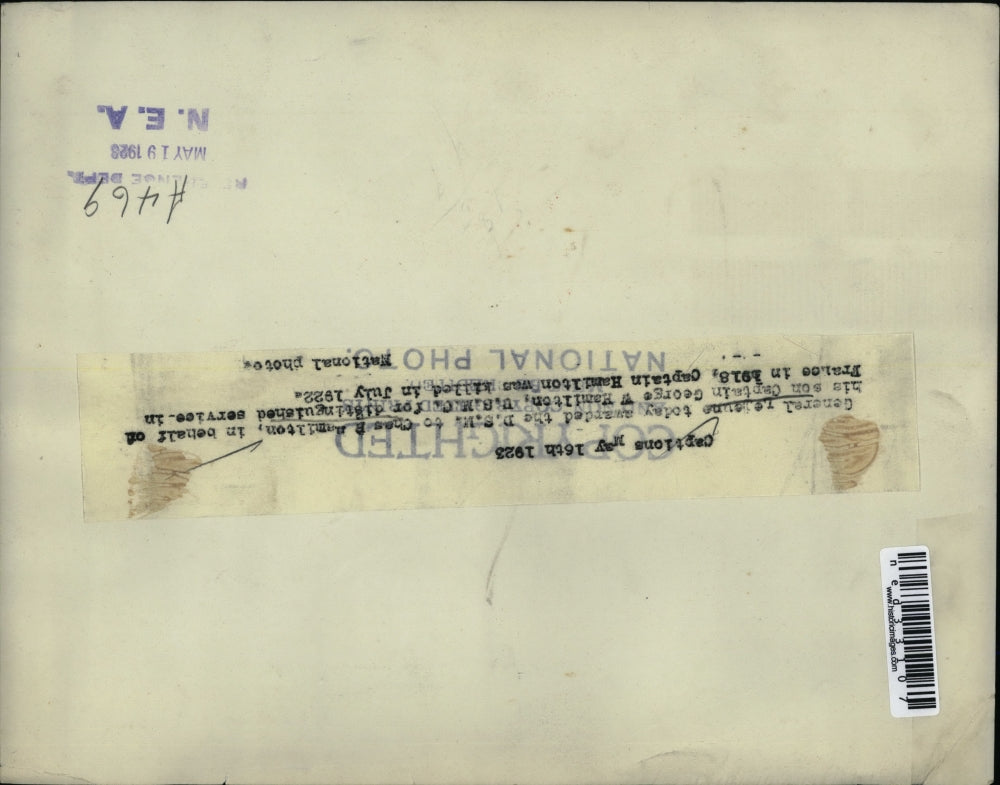 Captions May 16th 1923
General Lejeune today awarded the D.S.M. to Chas B Hamilton, in behalf of
his son Captain George W Hamilton, U.S.M.C. for distinguished service in
France in 1918, Captain Hamilton was killed in July 1922.
National photo.
COPYRIGHTED
NATIONAL PHOTO.
A469
DEPT.
MAY 19 1923
N.E.A.
ned33107
www.historicimages.com